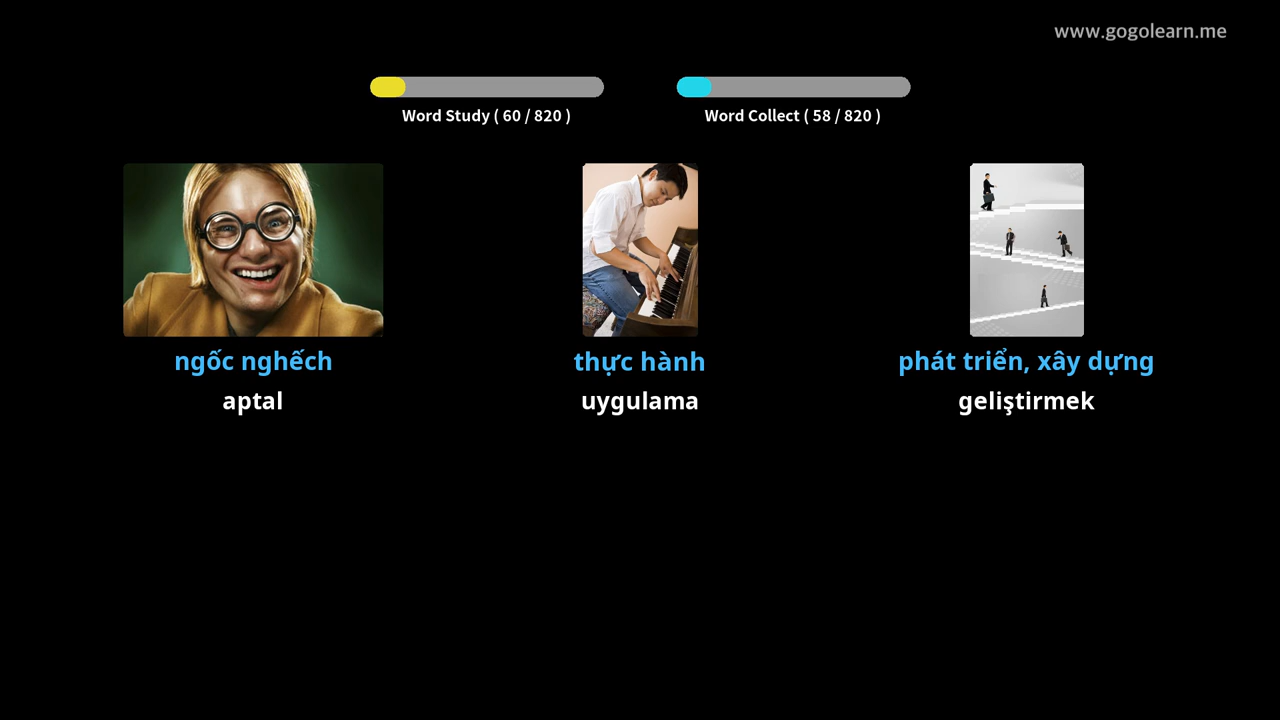 www.gogolearn.me
Word Study ( 60 / 820 )
Word Collect ( 58 / 820 )
ngốc nghếch
thực hành
phát triển, xây dựng
aptal
uygulama
geliştirmek